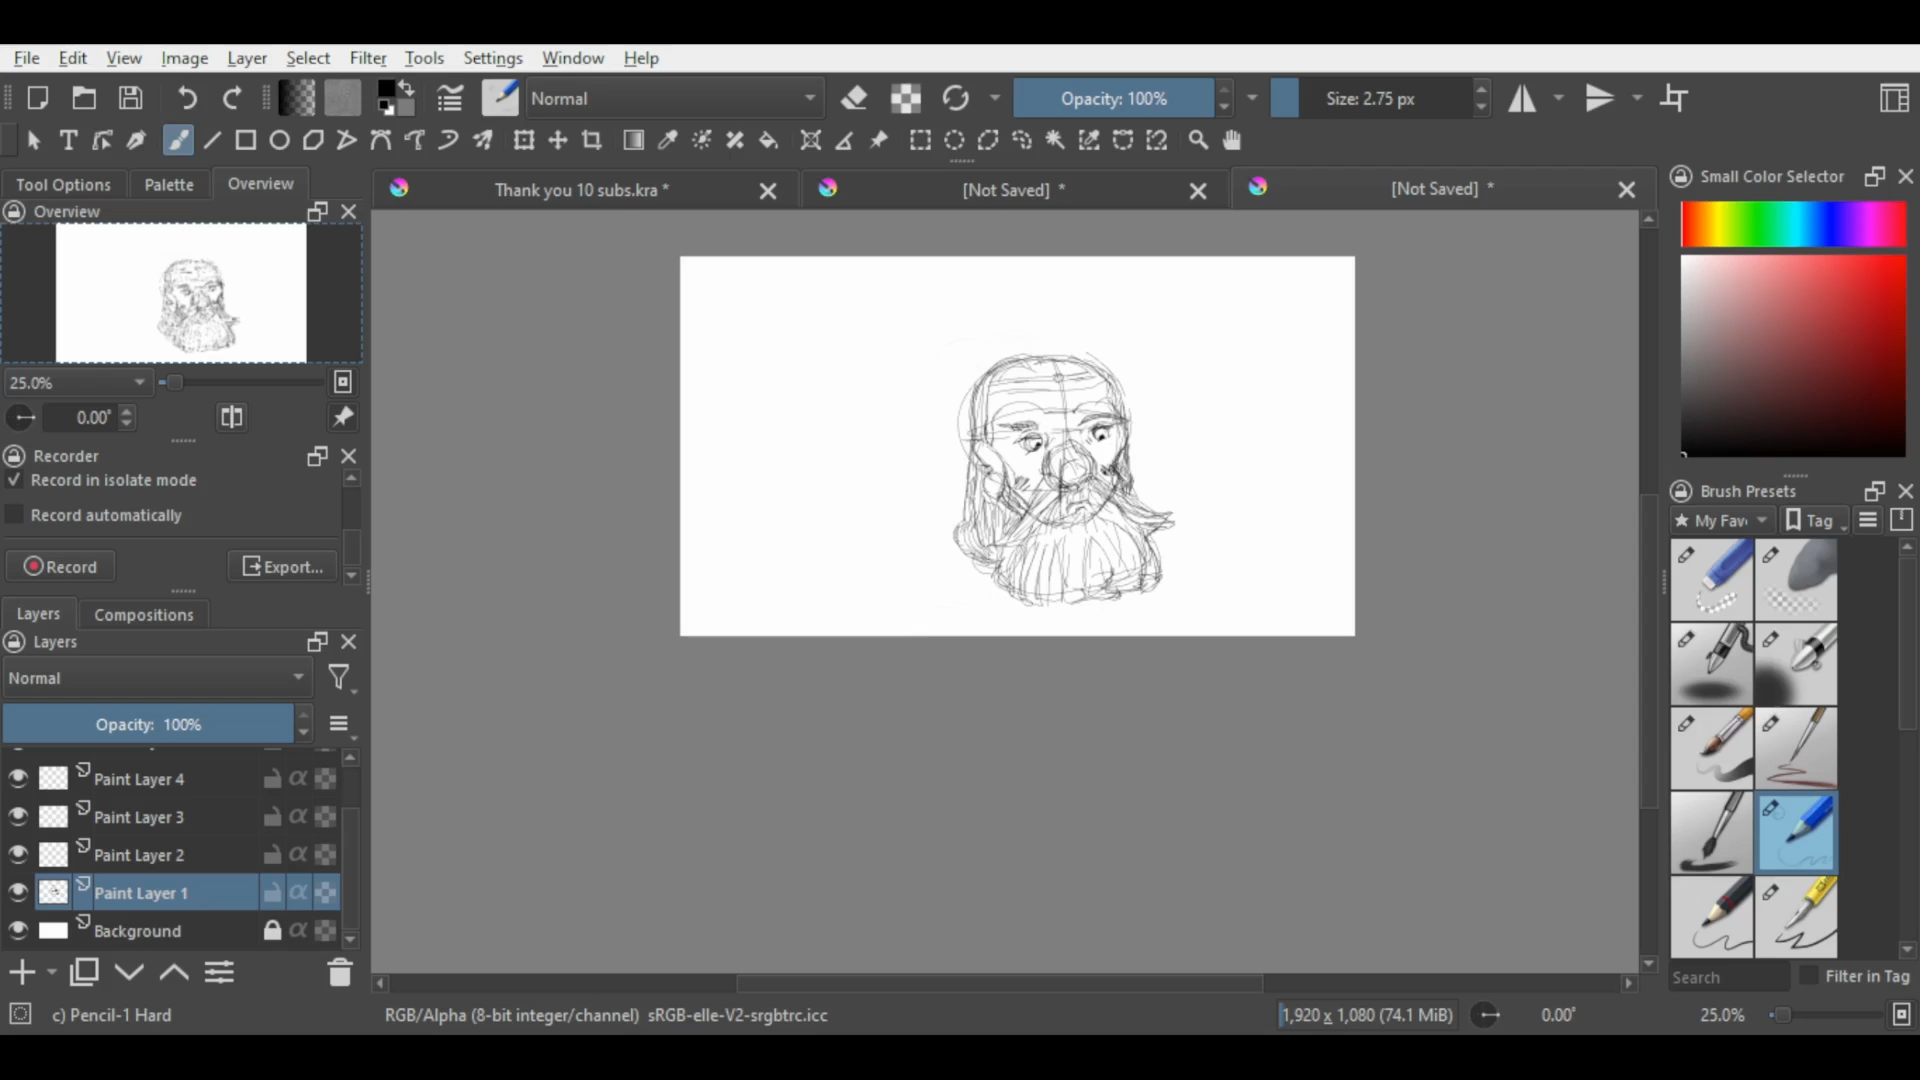 File Edit View Image Layer Select Filter Tools Settings Window Help
Normal Opacity: 100% Size: 2.75 px
Tool Options Palette Overview
Thank you 10 subs.kra *
[Not Saved] *
[Not Saved] *
Small Color Selector
Overview
25.0%
0.00°
Recorder
Record in isolate mode
Record automatically
Record Export...
Layers Compositions
Layers
Normal
Opacity: 100%
Paint Layer 4
Paint Layer 3
Paint Layer 2
Paint Layer 1
Background
Brush Presets
My Fav Tag
Search Filter in Tag
c) Pencil-1 Hard
RGB/Alpha (8-bit integer/channel) sRGB-elle-V2-srgbtrc.icc
1,920 x 1,080 (74.1 MiB)
0.00°
25.0%